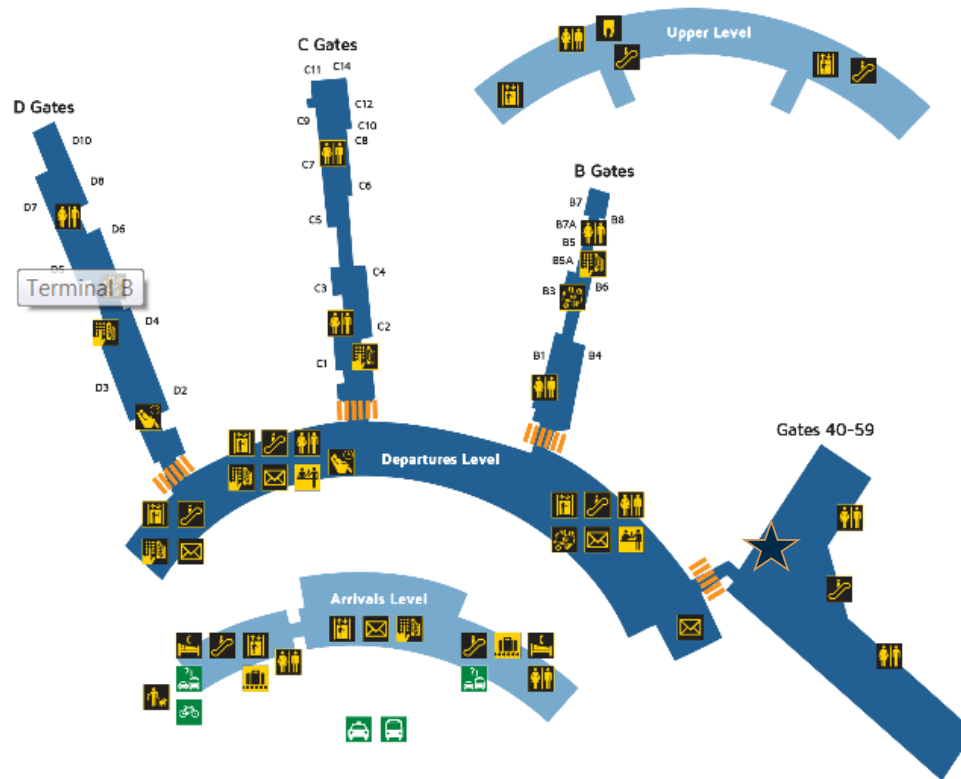 C Gates
Upper Level
C11
C14
D Gates
C12
C9
C10
D10
C8
C7
B Gates
D8
C6
B7
D7
C5
B7A
B8
D6
B5
B5A
D5
C4
Terminal B
C3
B3
B6
D4
C2
C1
B1
B4
D3
D2
Gates 40-59
Departures Level
Arrivals Level